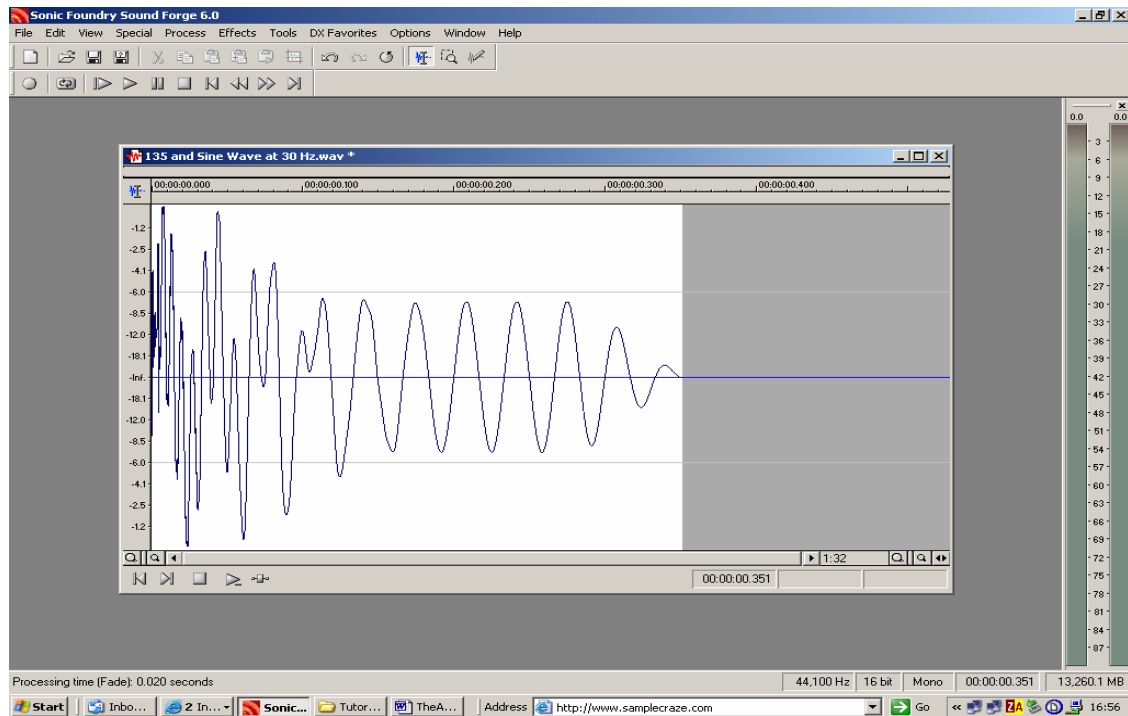 Sonic Foundry Sound Forge 6.0
File Edit View Special Process Effects Tools DX Favorites Options Window Help
0.0 0.0
135 and Sine Wave at 30 Hz.wav *
00:00:00.000 00:00:00.100 00:00:00.200 00:00:00.300 00:00:00.400
-1.2
-2.5
-4.1
-6.0
-8.5
-12.0
-18.1
-Inf.
-18.1
-12.0
-8.5
-6.0
-4.1
-2.5
-1.2
- 3 -
- 6 -
- 9 -
- 12 -
- 15 -
- 18 -
- 21 -
- 24 -
- 27 -
- 30 -
- 33 -
- 36 -
- 39 -
- 42 -
- 45 -
- 48 -
- 51 -
- 54 -
- 57 -
- 60 -
- 63 -
- 66 -
- 69 -
- 72 -
- 75 -
- 78 -
- 81 -
- 84 -
- 87 -
1:32
00:00:00.351
Processing time (Fade): 0.020 seconds 44,100 Hz 16 bit Mono 00:00:00.351 13,260.1 MB
Start Inbo... 2 In... Sonic... Tutor... TheA... Address http://www.samplecraze.com Go « ZA 16:56